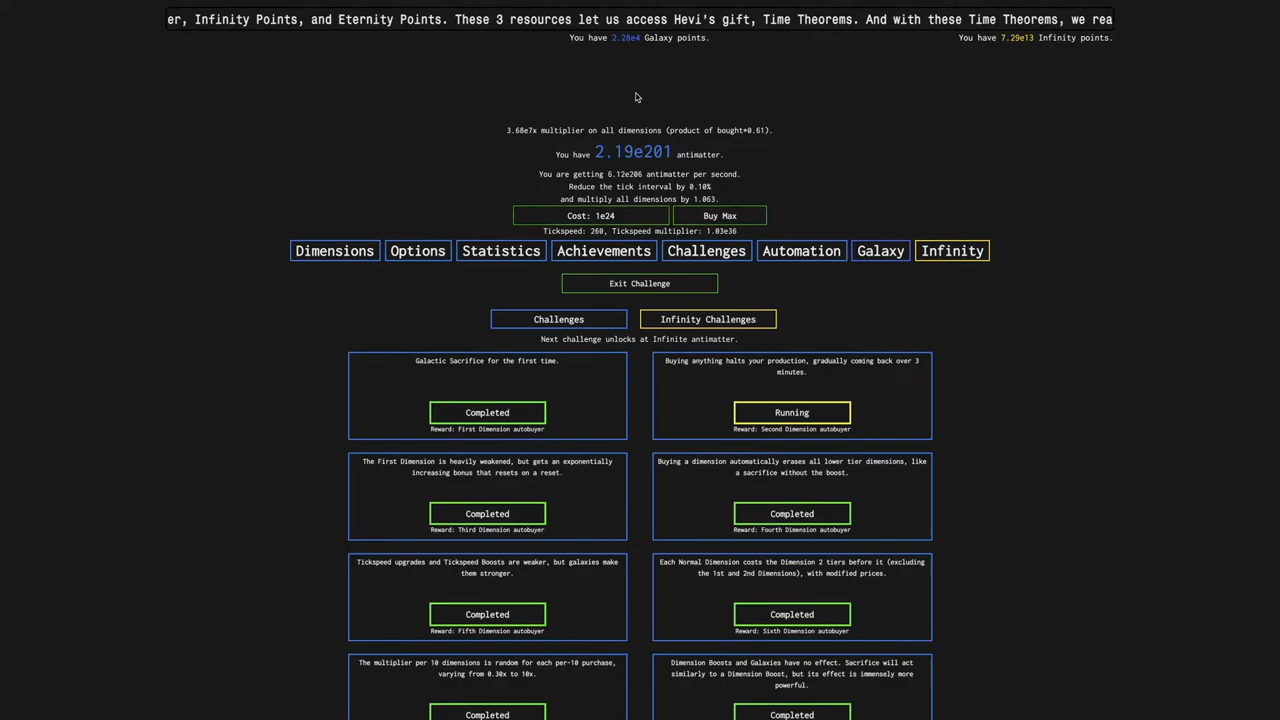 er, Infinity Points, and Eternity Points. These 3 resources let us access Hevi's gift, Time Theorems. And with these Time Theorems, we rea
You have 2.28e4 Galaxy points.
You have 7.29e13 Infinity points.
3.68e7x multiplier on all dimensions (product of bought*0.61).
You have 2.19e201 antimatter.
You are getting 6.12e206 antimatter per second.
Reduce the tick interval by 0.10%
and multiply all dimensions by 1.063.
Cost: 1e24
Buy Max
Tickspeed: 260, Tickspeed multiplier: 1.03e36
Dimensions
Options
Statistics
Achievements
Challenges
Automation
Galaxy
Infinity
Exit Challenge
Challenges
Infinity Challenges
Next challenge unlocks at Infinite antimatter.
Galactic Sacrifice for the first time.
Completed
Reward: First Dimension autobuyer
Buying anything halts your production, gradually coming back over 3
minutes.
Running
Reward: Second Dimension autobuyer
The First Dimension is heavily weakened, but gets an exponentially
increasing bonus that resets on a reset.
Completed
Reward: Third Dimension autobuyer
Buying a dimension automatically erases all lower tier dimensions, like
a sacrifice without the boost.
Completed
Reward: Fourth Dimension autobuyer
Tickspeed upgrades and Tickspeed Boosts are weaker, but galaxies make
them stronger.
Completed
Reward: Fifth Dimension autobuyer
Each Normal Dimension costs the Dimension 2 tiers before it (excluding
the 1st and 2nd Dimensions), with modified prices.
Completed
Reward: Sixth Dimension autobuyer
The multiplier per 10 dimensions is random for each per-10 purchase,
varying from 0.30x to 10x.
Completed
Dimension Boosts and Galaxies have no effect. Sacrifice will act
similarly to a Dimension Boost, but its effect is immensely more
powerful.
Completed